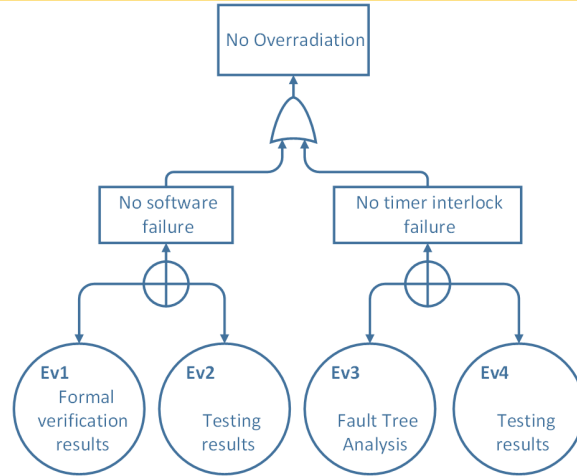 No Overradiation
No software
failure
No timer interlock
failure
Ev1
Formal
verification
results
Ev2
Testing
results
Ev3
Fault Tree
Analysis
Ev4
Testing
results